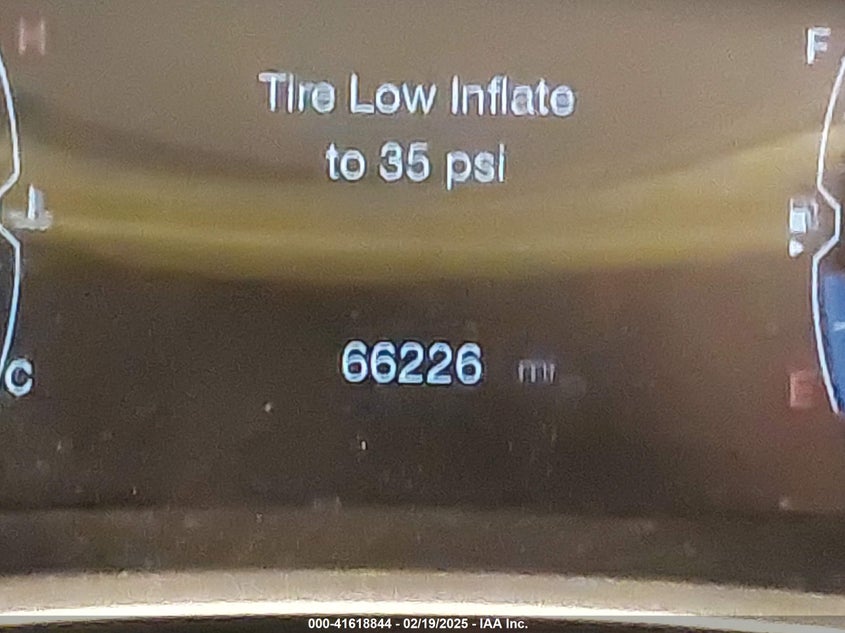 H
F
Tire Low Inflate
to 35 psi
66226 mi
C
E
000-41618844 - 02/19/2025 - IAA Inc.